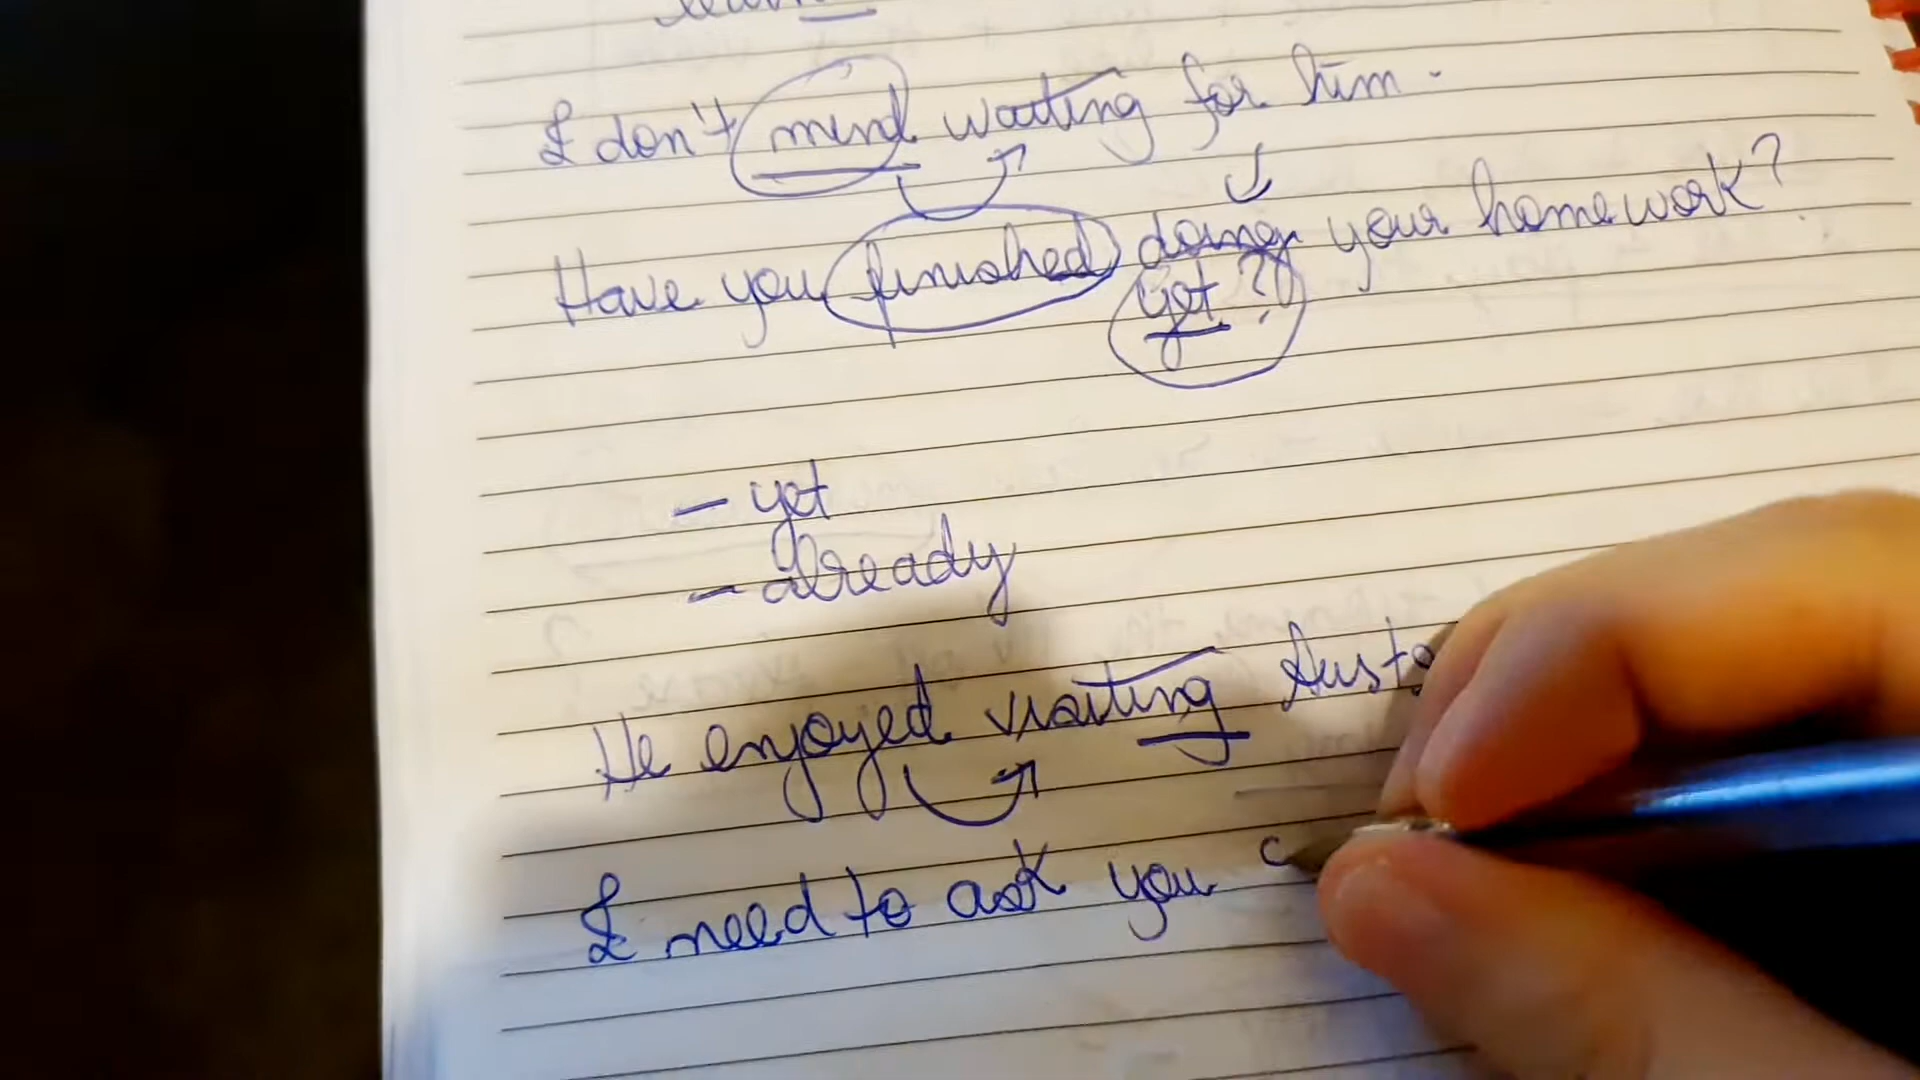 I don't mind waiting for him.
Have you finished doing your homework?
yet?
- yet
- already
He enjoyed visiting
I need to ask you